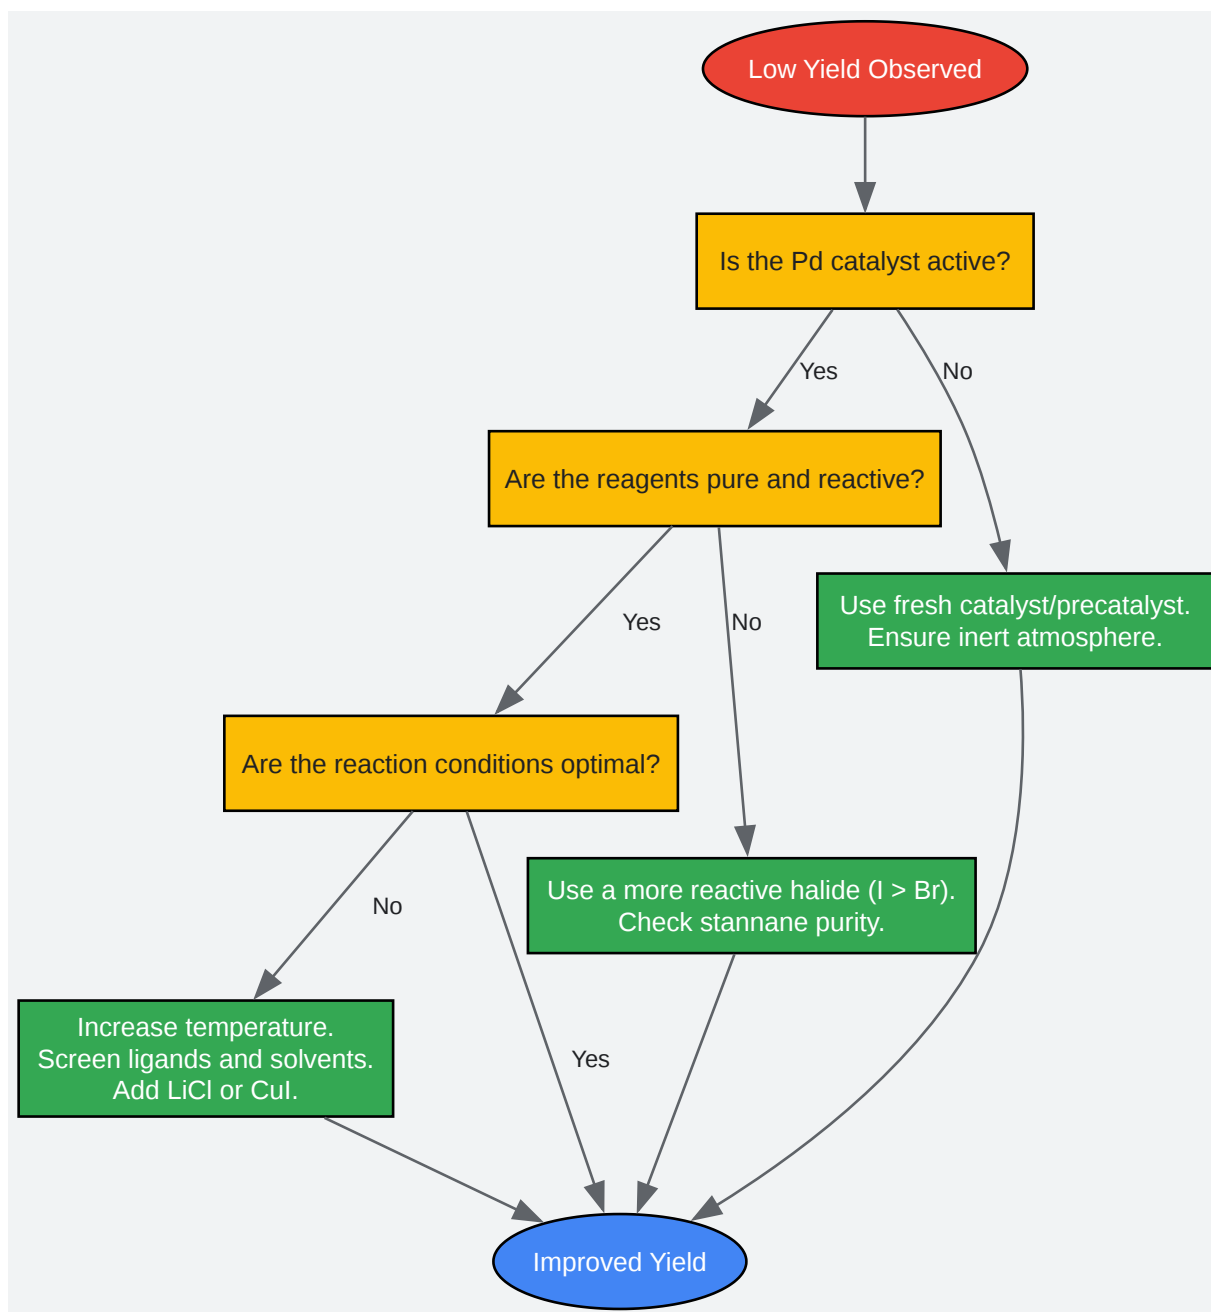 Low Yield Observed
Is the Pd catalyst active?
Yes
No
Are the reagents pure and reactive?
Use fresh catalyst/precatalyst.
Ensure inert atmosphere.
Yes
No
Are the reaction conditions optimal?
Use a more reactive halide (I > Br).
Check stannane purity.
No
Increase temperature.
Screen ligands and solvents.
Add LiCl or CuI.
Yes
Improved Yield